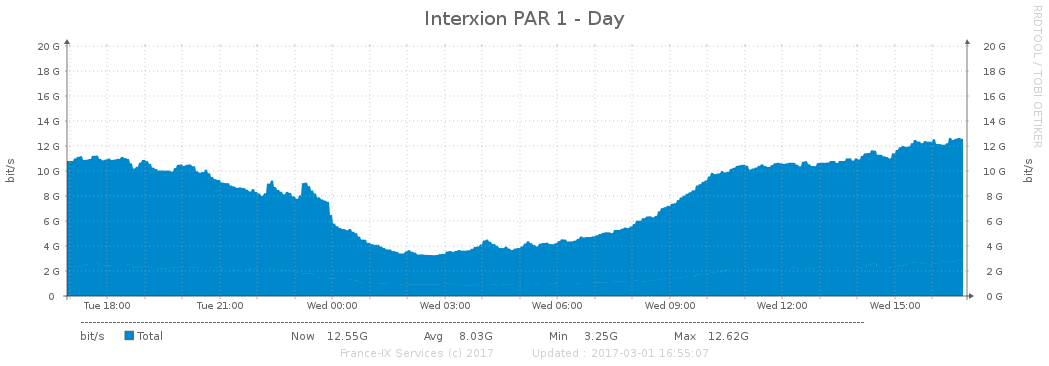 Interxion PAR 1 - Day
RRDTOOL / TOBI OETIKER
bit/s
20 G 20 G
18 G 18 G
16 G 16 G
14 G 14 G
12 G 12 G
10 G 10 G
8 G 8 G
6 G 6 G
4 G 4 G
2 G 2 G
0 0 G
bit/s
Tue 18:00 Tue 21:00 Wed 00:00 Wed 03:00 Wed 06:00 Wed 09:00 Wed 12:00 Wed 15:00
bit/s Total Now 12.55G Avg 8.03G Min 3.25G Max 12.62G
France-IX Services (c) 2017 Updated : 2017-03-01 16:55:07